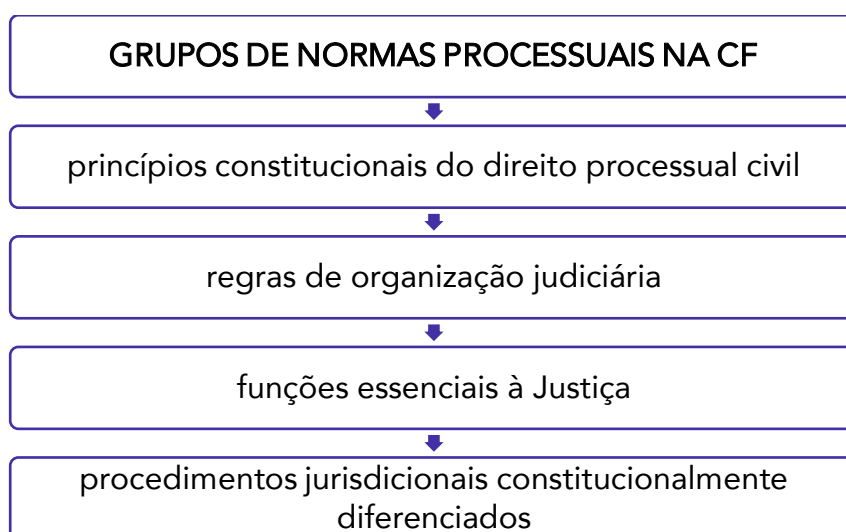 GRUPOS DE NORMAS PROCESSUAIS NA CF
princípios constitucionais do direito processual civil
regras de organização judiciária
funções essenciais à Justiça
procedimentos jurisdicionais constitucionalmente
diferenciados